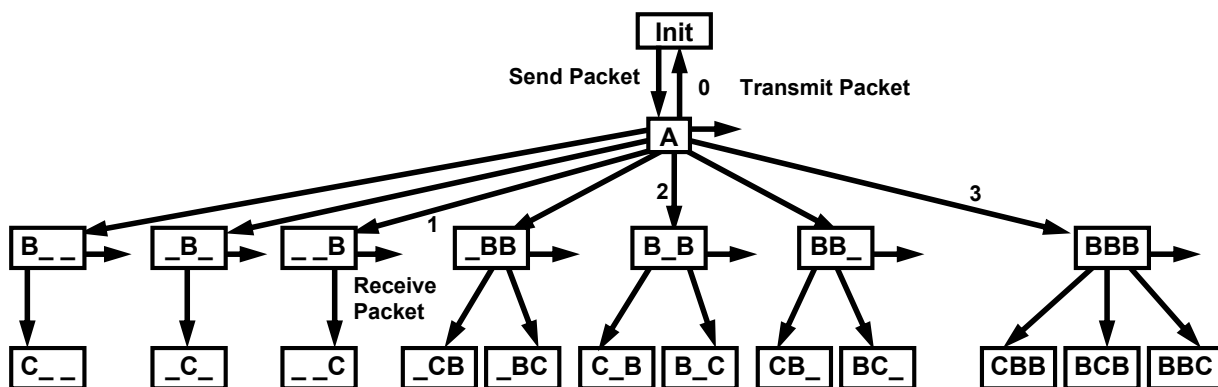 Init
Send Packet
0 Transmit Packet
A
1
2
3
B_ _ _B_ _ _B _BB B_B BB_ BBB
Receive
Packet
C_ _ _C_ _ _C _CB _BC C_B B_C CB_ BC_ CBB BCB BBC